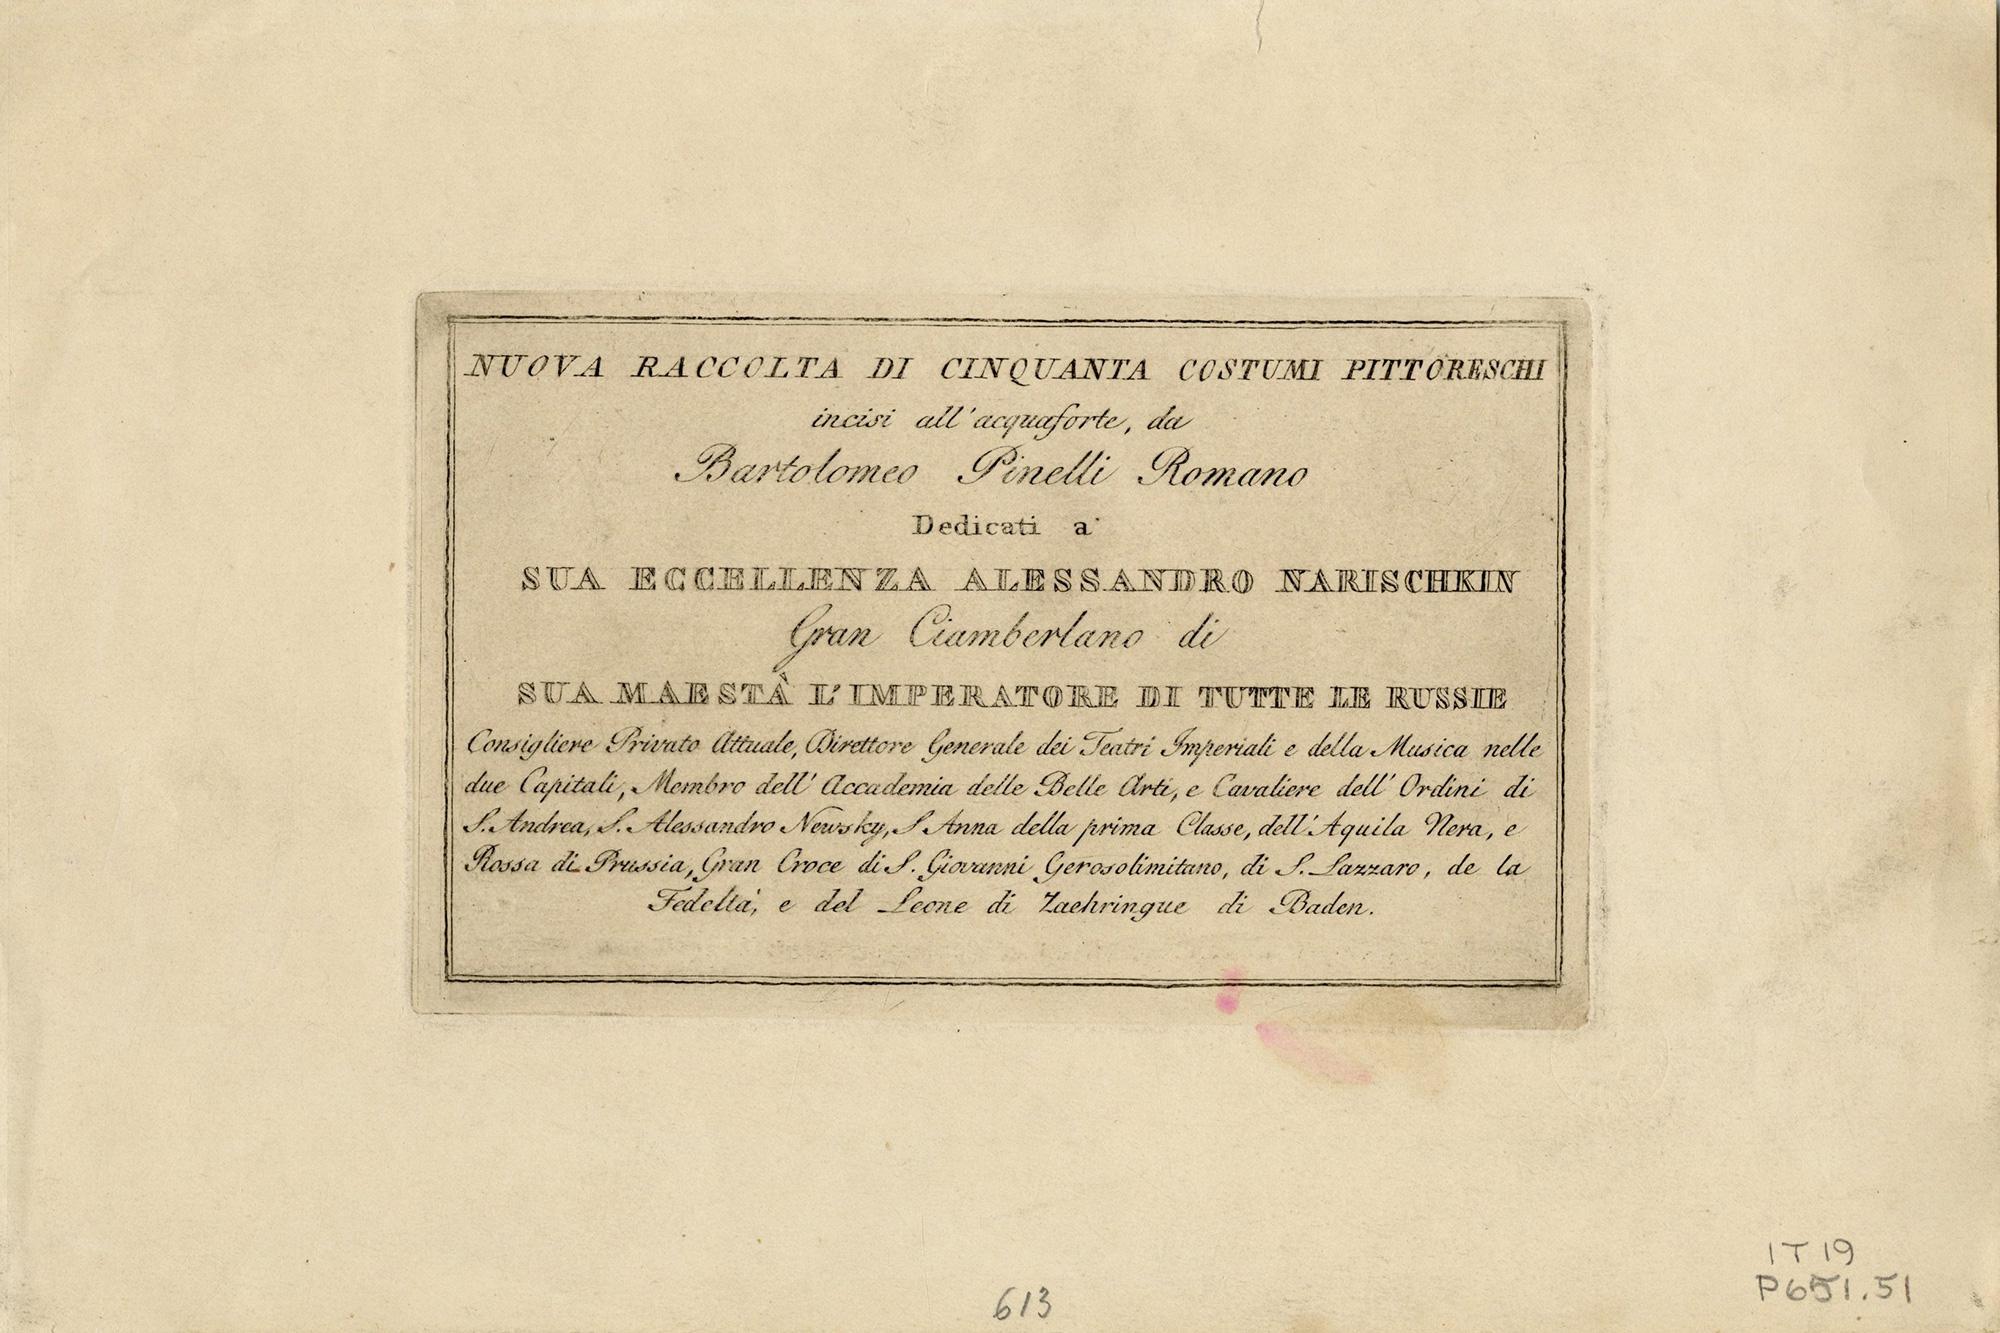 NUOVA RACCOLTA DI CINQUANTA COSTUMI PITTORESCHI
incisi all'acquaforte, da
Bartolomeo Pinelli Romano
Dedicati a'
SUA ECCELLENZA ALESSANDRO NARISCHKIN
Gran Ciamberlano di
SUA MAESTÀ L'IMPERATORE DI TUTTE LE RUSSIE
Consigliere Privato Attuale, Direttore Generale dei Teatri Imperiali e della Musica nelle
due Capitali, Membro dell' Accademia delle Belle Arti, e Cavaliere dell' Ordini di
S. Andrea, S. Alessandro Newsky, S Anna della prima Classe, dell' Aquila Nera, e
Rossa di Prussia, Gran Croce di S. Giovanni Gerosolimitano, di S. Lazzaro, de la
Fedelta', e del Leone di Zaehringue di Baden.
IT 19
P651.51
613